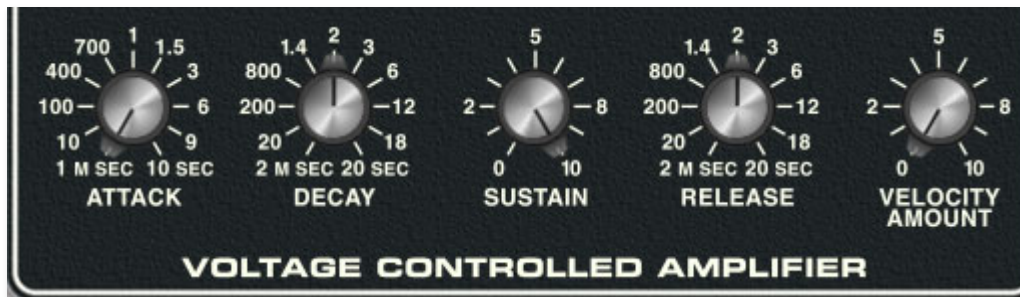 1 M SEC 10 100 400 700 1 1.5 3 6 9 10 SEC
ATTACK
2 M SEC 20 200 800 1.4 2 3 6 12 18 20 SEC
DECAY
0 2 5 8 10
SUSTAIN
2 M SEC 20 200 800 1.4 2 3 6 12 18 20 SEC
RELEASE
0 2 5 8 10
VELOCITY
AMOUNT
VOLTAGE CONTROLLED AMPLIFIER